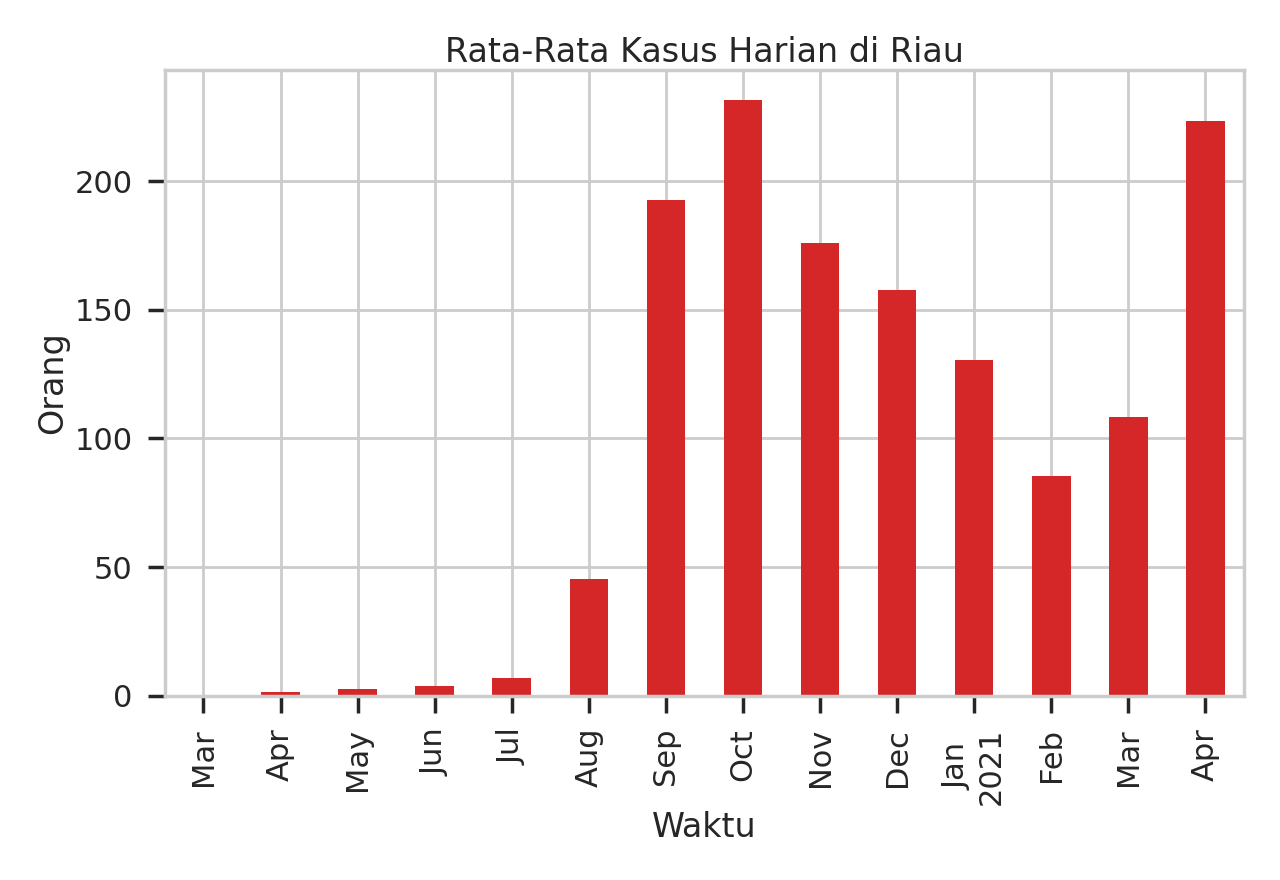 Rata-Rata Kasus Harian di Riau
Orang
200
150
100
50
0
Mar
Apr
May
Jun
Jul
Aug
Sep
Oct
Nov
Dec
Jan
2021
Feb
Mar
Apr
Waktu